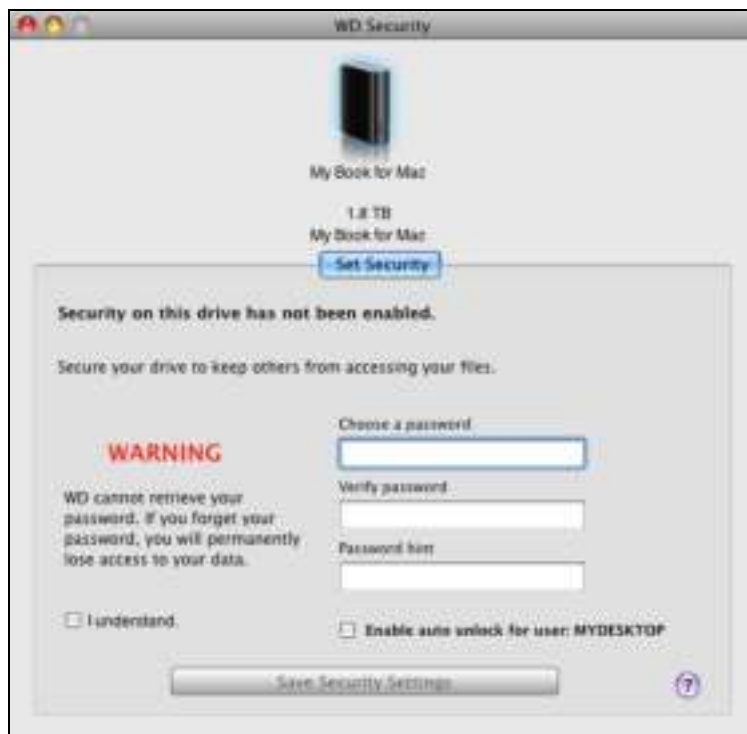 WD Security
My Book for Mac
1.8 TB
My Book for Mac
Set Security
Security on this drive has not been enabled.
Secure your drive to keep others from accessing your files.
WARNING
WD cannot retrieve your
password. If you forget your
password, you will permanently
lose access to your data.
I understand.
Choose a password
Verify password
Password hint
Enable auto unlock for user: MYDESKTOP
Save Security Settings
?